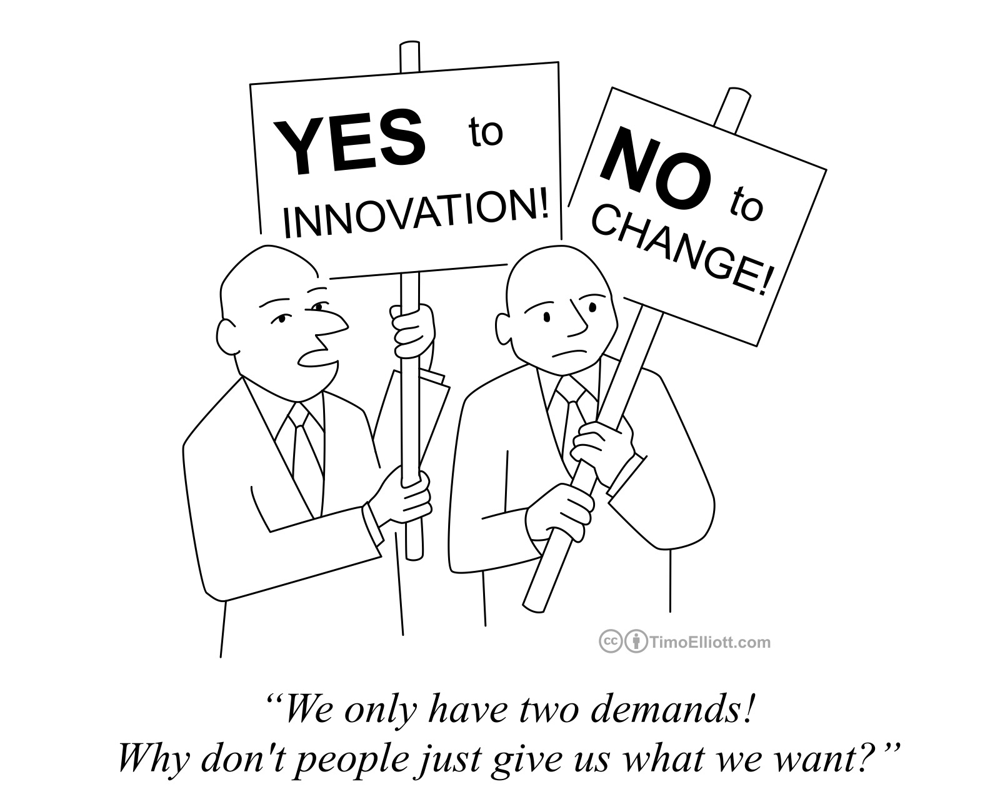 YES to
INNOVATION!
NO to
CHANGE!
cc TimoElliott.com
“We only have two demands!
Why don't people just give us what we want?”